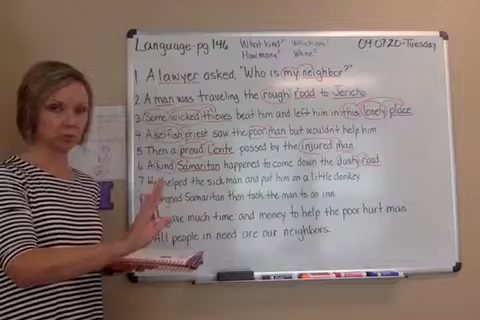 Language - pg 146
What kind? Which one?
How many? Whose?
04 07 20 - Tuesday
1. A lawyer asked, "Who is my neighbor?"
2 A man was traveling the rough road to Jericho
3. Some wicked thieves beat him and left him in this lonely place
4 A selfish priest saw the poor man but wouldn't help him
5 Then a proud Levite passed by the injured man
6 A kind Samaritan happened to come down the dusty road
7 helped the sick man and put him on a little donkey
good Samaritan then took the man to an inn
much time and money to help the poor hurt man
All people in need are our neighbors.